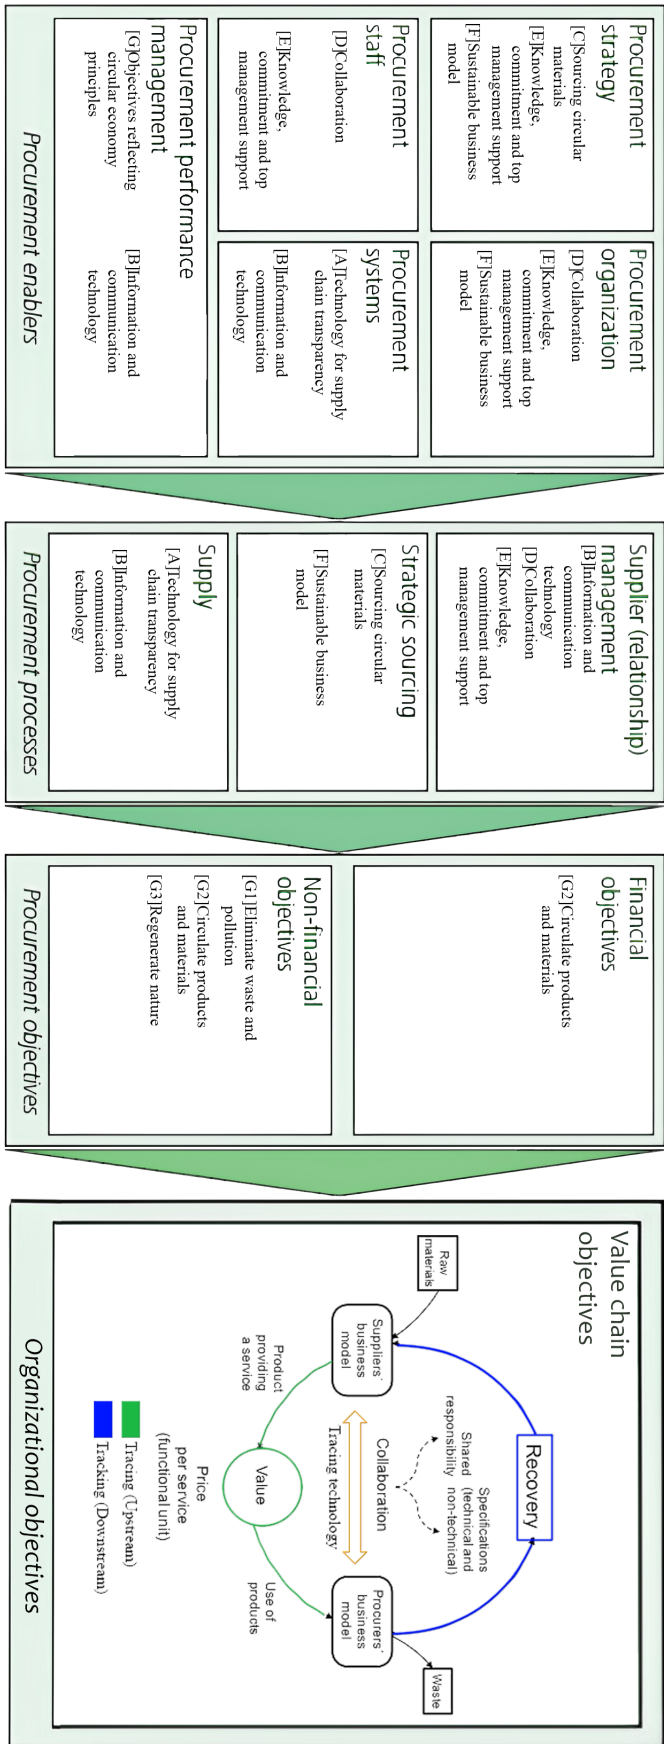 Procurement
strategy
[C]Sourcing circular
materials
[E]Knowledge,
commitment and top
management support
[F]Sustainable business
model
Procurement
organization
[D]Collaboration
[E]Knowledge,
commitment and top
management support
[F]Sustainable business
model
Procurement
staff
[D]Collaboration
[E]Knowledge,
commitment and top
management support
Procurement
systems
[A]Technology for supply
chain transparency
[B]Information and
communication
technology
Procurement performance
management
[G]Objectives reflecting
circular economy
principles
[B]Information and
communication
technology
Procurement enablers
Supplier (relationship)
management
[B]Information and
communication
technology
[D]Collaboration
[E]Knowledge,
commitment and top
management support
Strategic sourcing
[C]Sourcing circular
materials
[F]Sustainable business
model
Supply
[A]Technology for supply
chain transparency
[B]Information and
communication
technology
Procurement processes
Financial
objectives
[G2]Circulate products
and materials
Non-financial
objectives
[G1]Eliminate waste and
pollution
[G2]Circulate products
and materials
[G3]Regenerate nature
Procurement objectives
Value chain
objectives
Recovery
Raw
materials
Waste
Shared
responsibility
Specifications
(technical and
non-technical)
Collaboration
Tracing technology
Suppliers´
business
model
Procurers´
business
model
Product
providing
a service
Value
Use of
products
Price
per service
(functional unit)
Tracing (Upstream)
Tracking (Downstream)
Organizational objectives